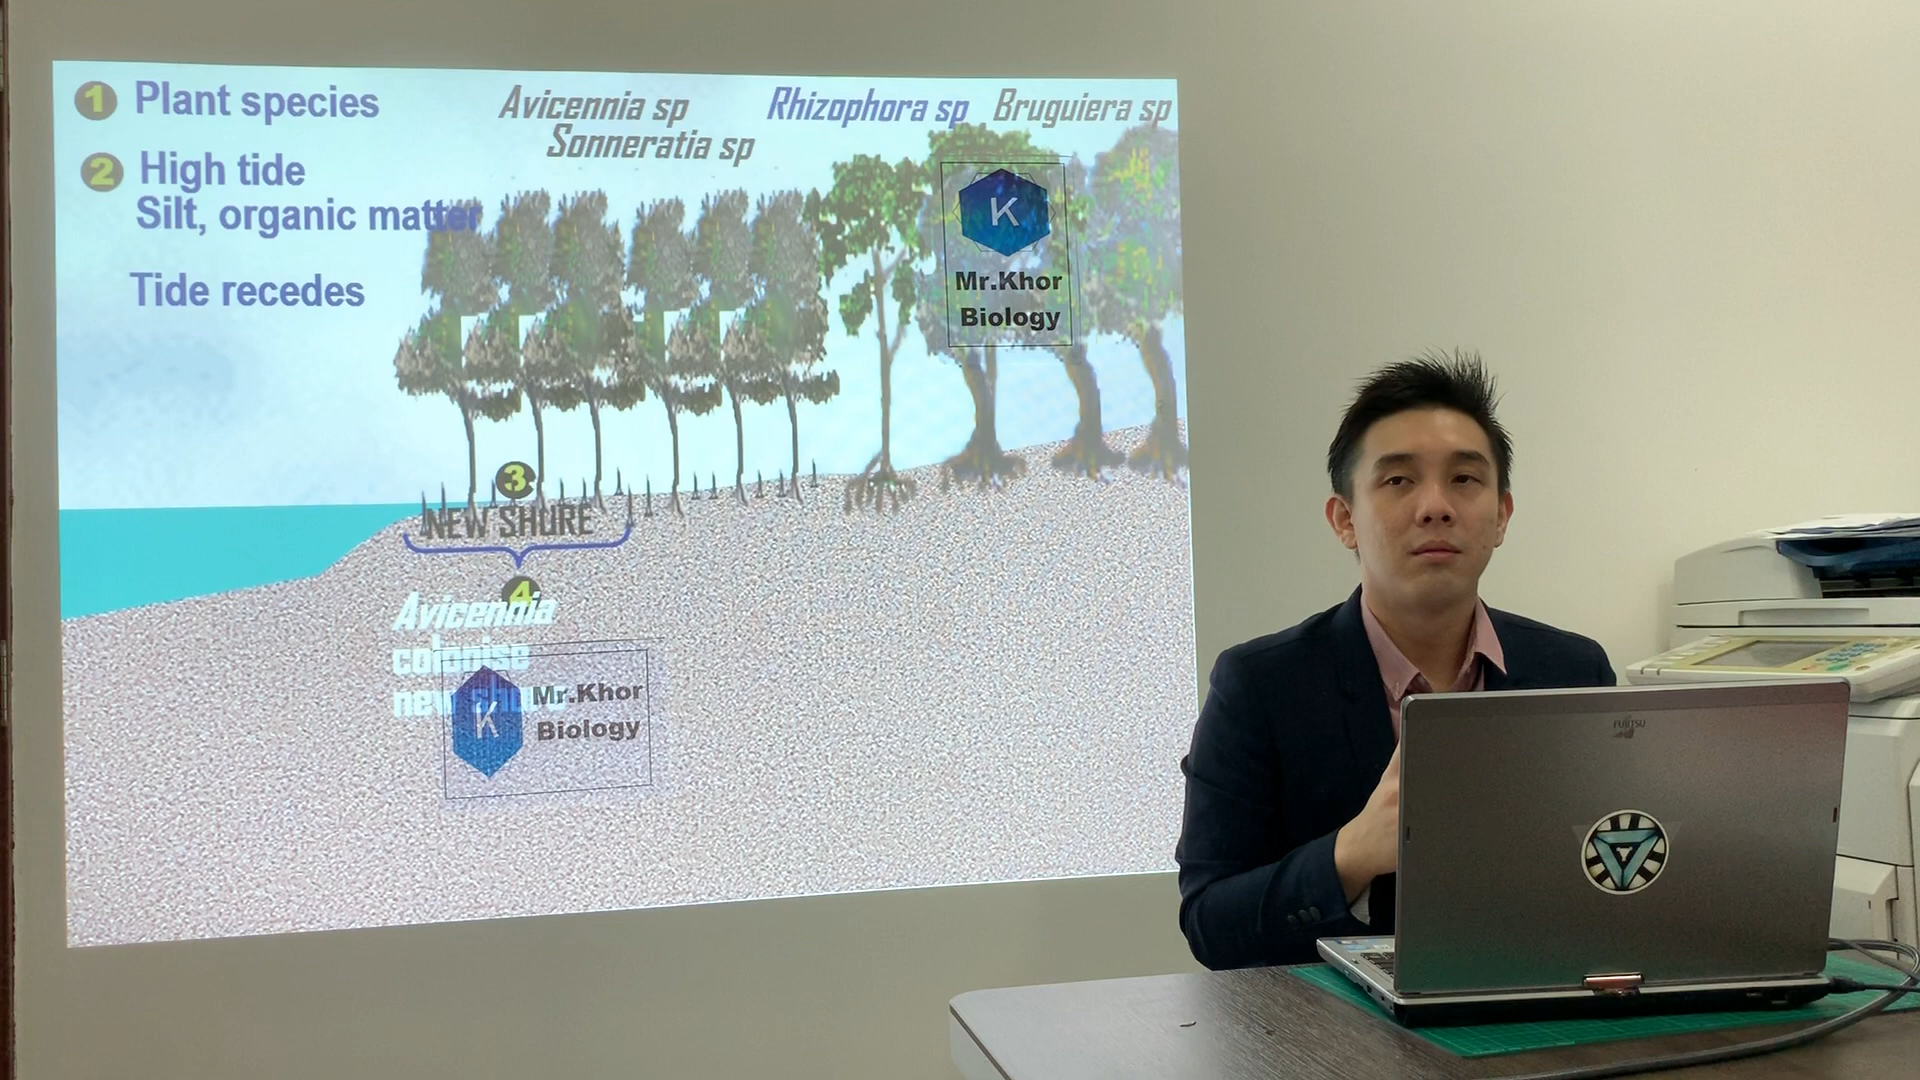 1 Plant species
2 High tide
Silt, organic matter
Tide recedes
Avicennia sp
Sonneratia sp
Rhizophora sp
Bruguiera sp
K
Mr.Khor
Biology
3
NEW SHORE
4
Avicennia
colonise
new
K
Mr.Khor
Biology
FUJITSU